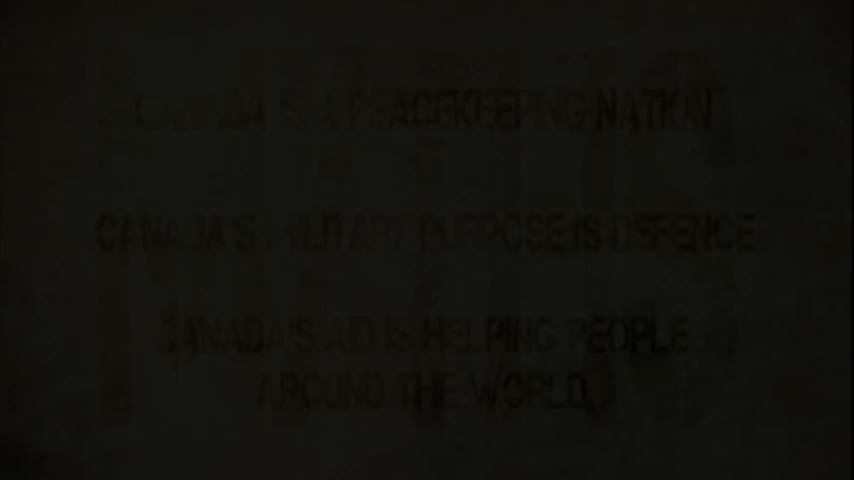 CANADA IS A PEACEKEEPING NATION
CANADA'S MILITARY PURPOSE IS DEFENCE
CANADA'S AID IS HELPING PEOPLE
AROUND THE WORLD